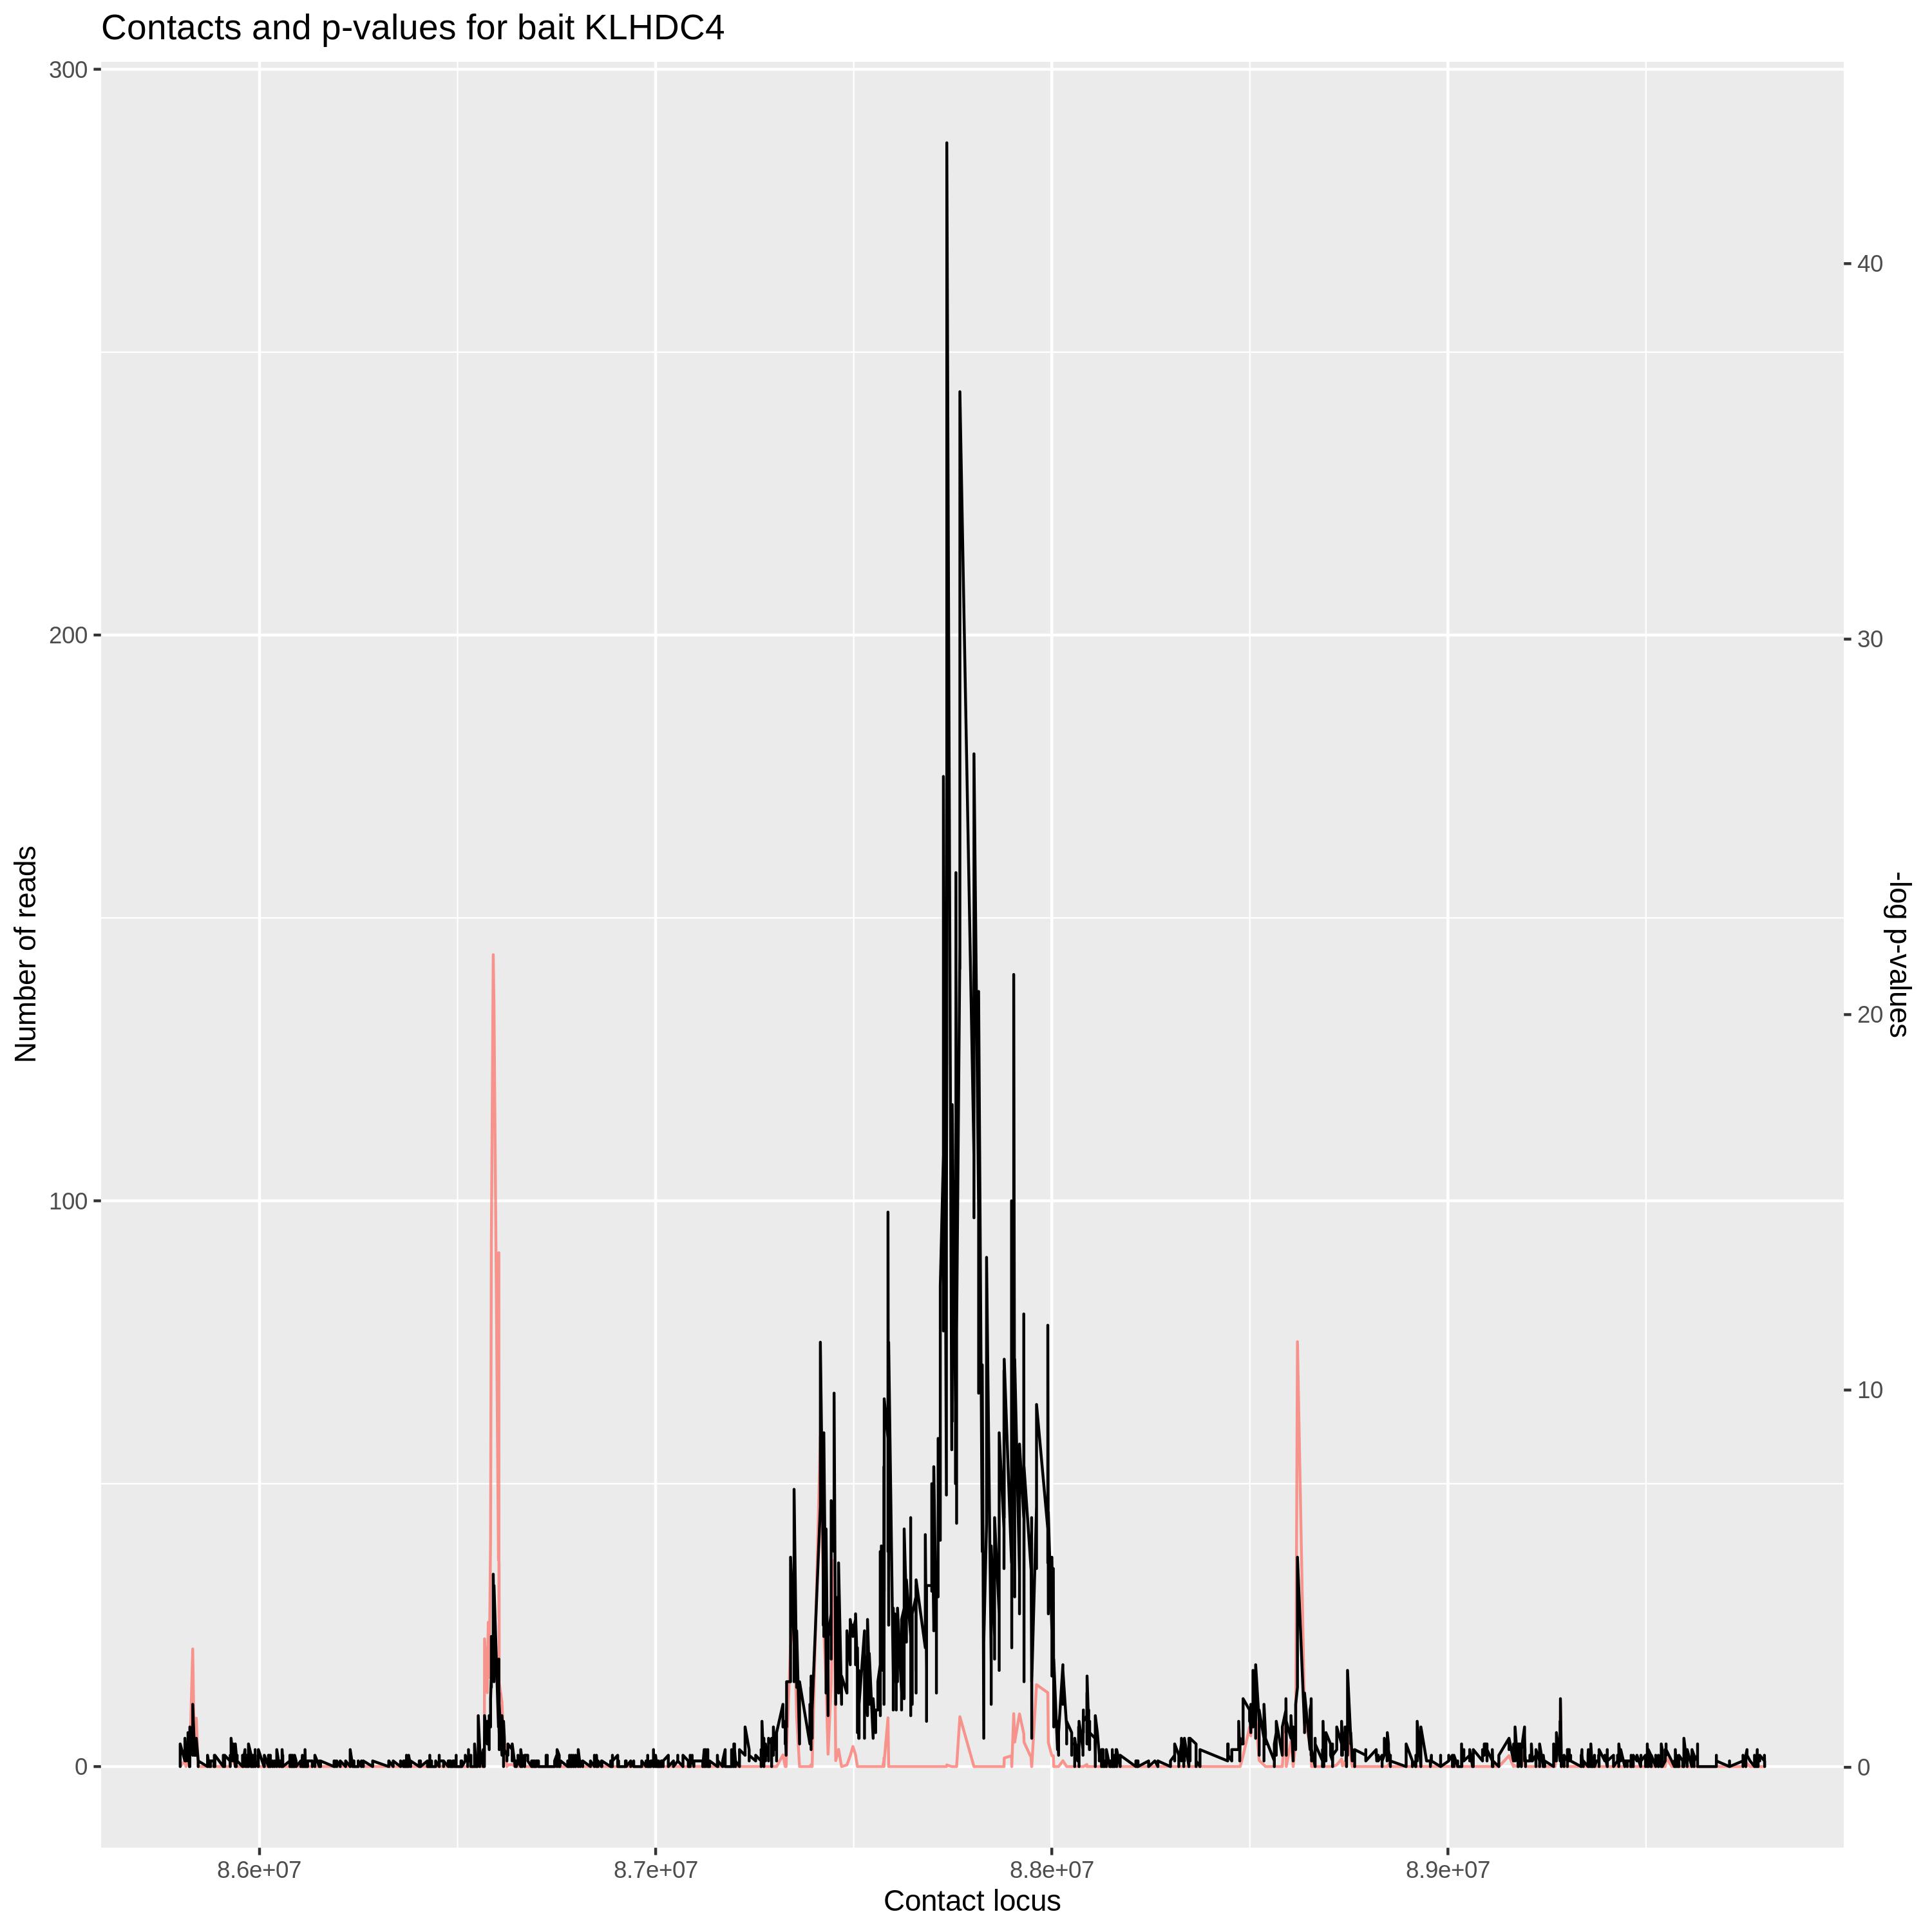 Contacts and p-values for bait KLHDC4
300
200
100
0
Number of reads
40
30
20
10
0
-log p-values
8.6e+07 8.7e+07 8.8e+07 8.9e+07
Contact locus